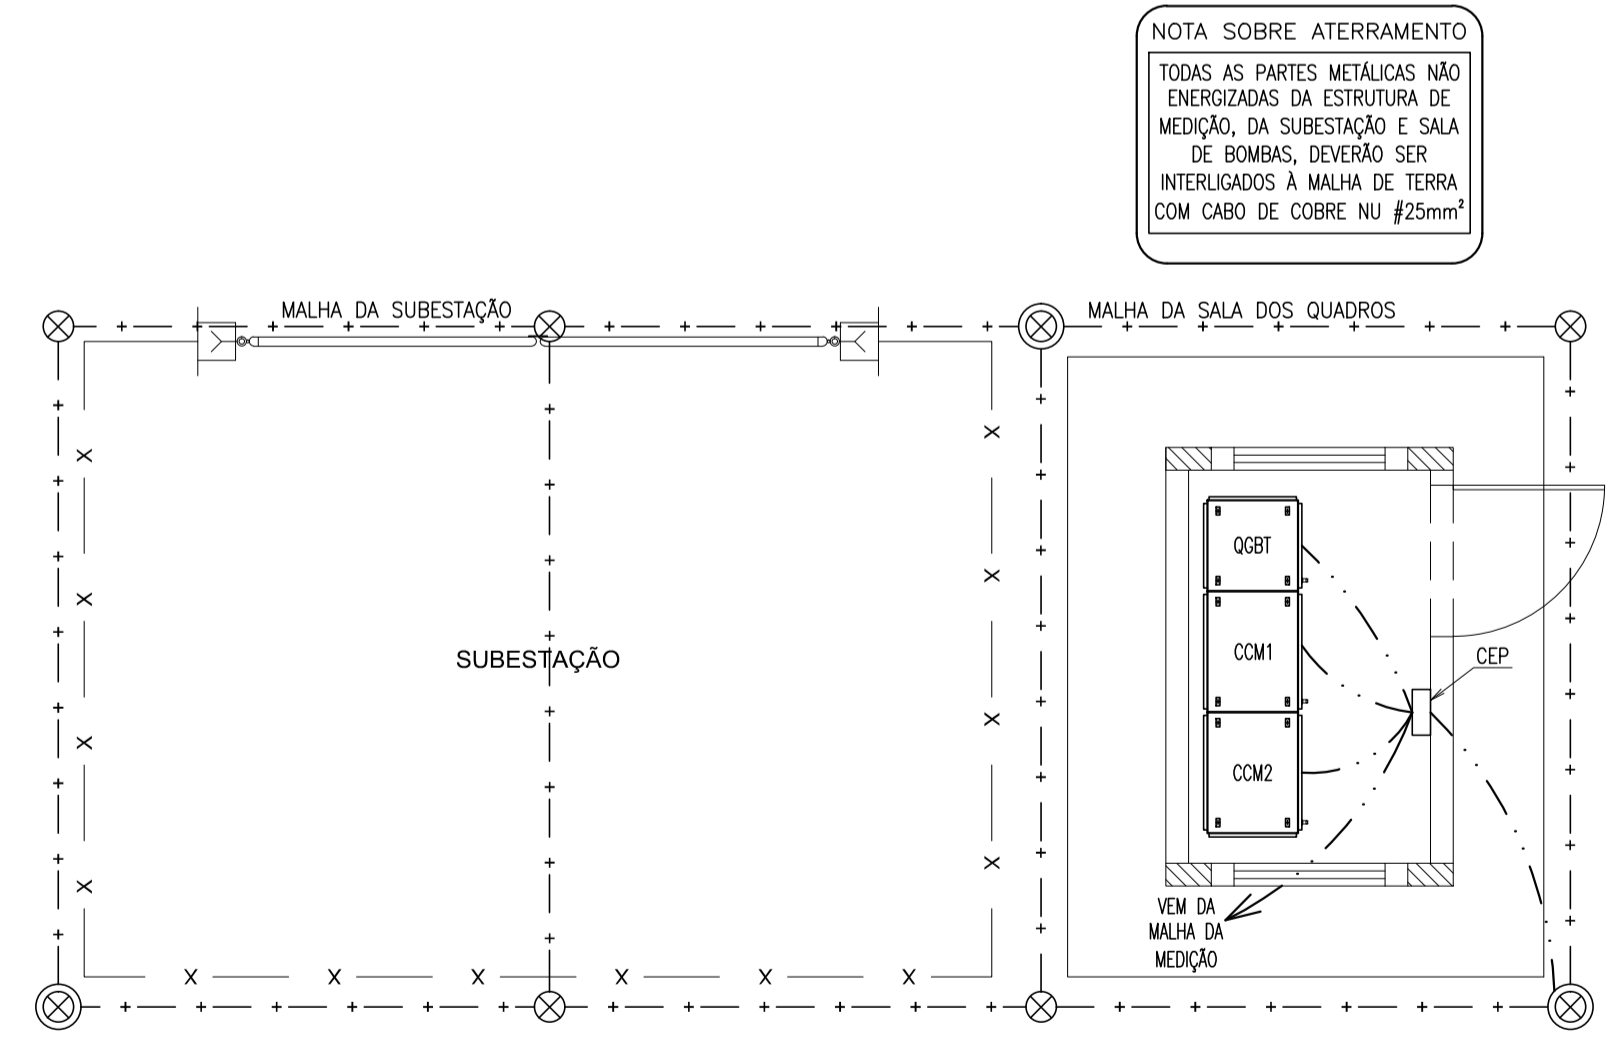 NOTA SOBRE ATERRAMENTO
TODAS AS PARTES METÁLICAS NÃO
ENERGIZADAS DA ESTRUTURA DE
MEDIÇÃO, DA SUBESTAÇÃO E SALA
DE BOMBAS, DEVERÃO SER
INTERLIGADOS À MALHA DE TERRA
COM CABO DE COBRE NU #25mm²
MALHA DA SUBESTAÇÃO
MALHA DA SALA DOS QUADROS
QGBT
SUBESTAÇÃO
CCM1
CEP
CCM2
VEM DA
MALHA DA
MEDIÇÃO